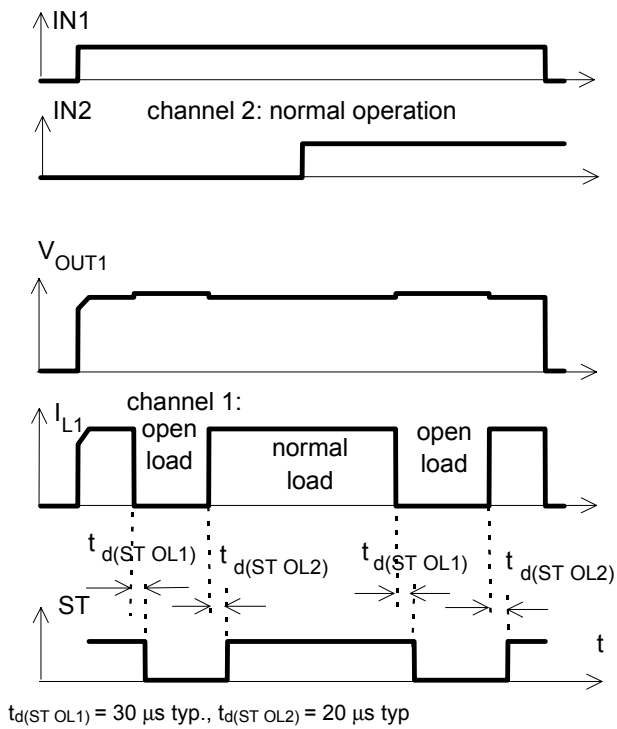 IN1
IN2 channel 2: normal operation
VOUT1
IL1
channel 1:
open
load
normal
load
open
load
t d(ST OL1)
t d(ST OL2)
t d(ST OL1)
t d(ST OL2)
ST
t
td(ST OL1) = 30 µs typ., td(ST OL2) = 20 µs typ